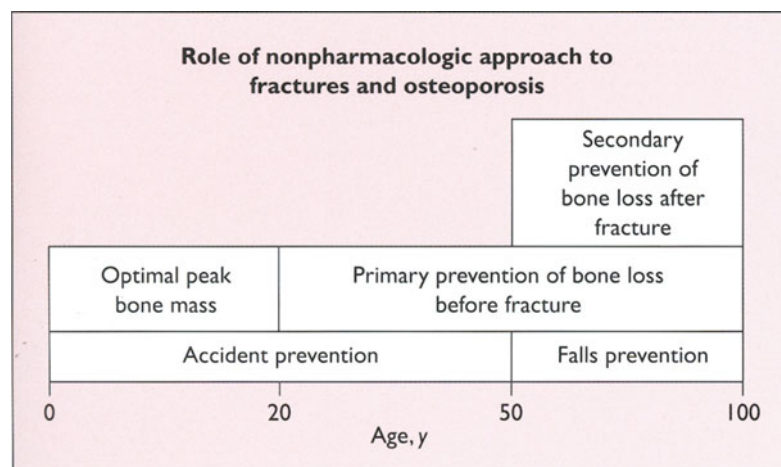 Role of nonpharmacologic approach to
fractures and osteoporosis
Secondary
prevention of
bone loss after
fracture
Optimal peak
bone mass
Primary prevention of bone loss
before fracture
Accident prevention
Falls prevention
0
20
50
100
Age, y